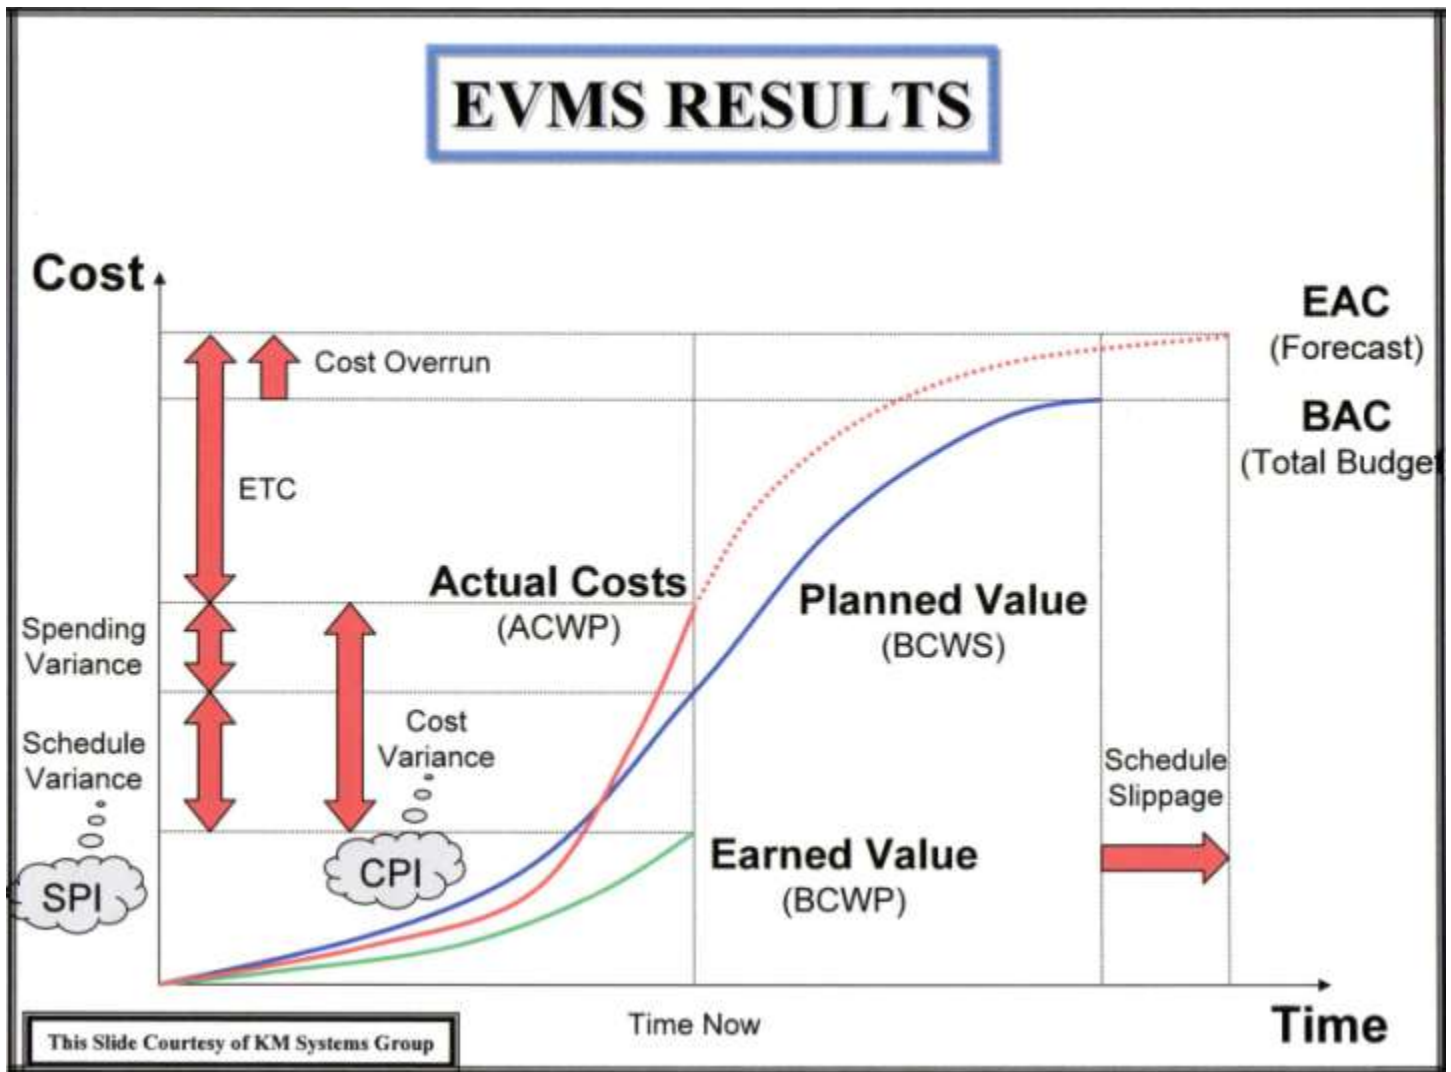 EVMS RESULTS
Cost
EAC
(Forecast)
Cost Overrun
BAC
(Total Budget
ETC
Actual Costs
(ACWP)
Planned Value
(BCWS)
Spending
Variance
Cost
Variance
Schedule
Variance
Schedule
Slippage
CPI
SPI
Earned Value
(BCWP)
Time Now
Time
This Slide Courtesy of KM Systems Group